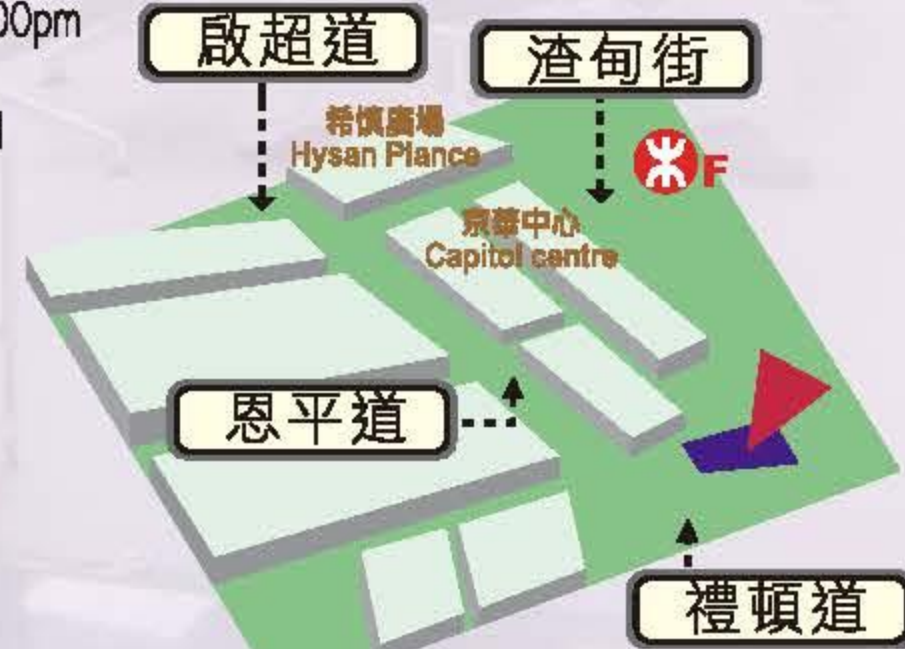 00pm
啟超道
渣甸街
希慎廣場
Hysan Plance
F
京華中心
Capitol centre
恩平道
禮頓道